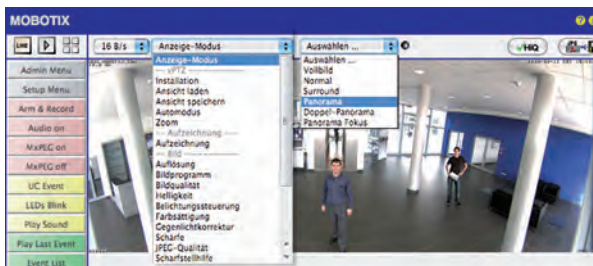 MOBOTIX
LIVE
16 B/s
Anzeige-Modus
Auswählen ...
HiQ
Admin Menu
Setup Menu
Arm & Record
Audio on
MxPEG on
MxPEG off
UC Event
LEDs Blink
Play Sound
Play Last Event
Event List
Anzeige-Modus
--- vPTZ ---
Installation
Ansicht laden
Ansicht speichern
Automodus
Zoom
--- Aufzeichnung ---
Aufzeichnung
--- Bild ---
Auflösung
Bildprogramm
Bildqualität
Helligkeit
Belichtungssteuerung
Farbsättigung
Gegenlichtkorrektur
Schärfe
JPEG-Qualität
Scharfstellhilfe
Auswählen ...
Vollbild
Normal
Surround
Panorama
Doppel-Panorama
Panorama Fokus